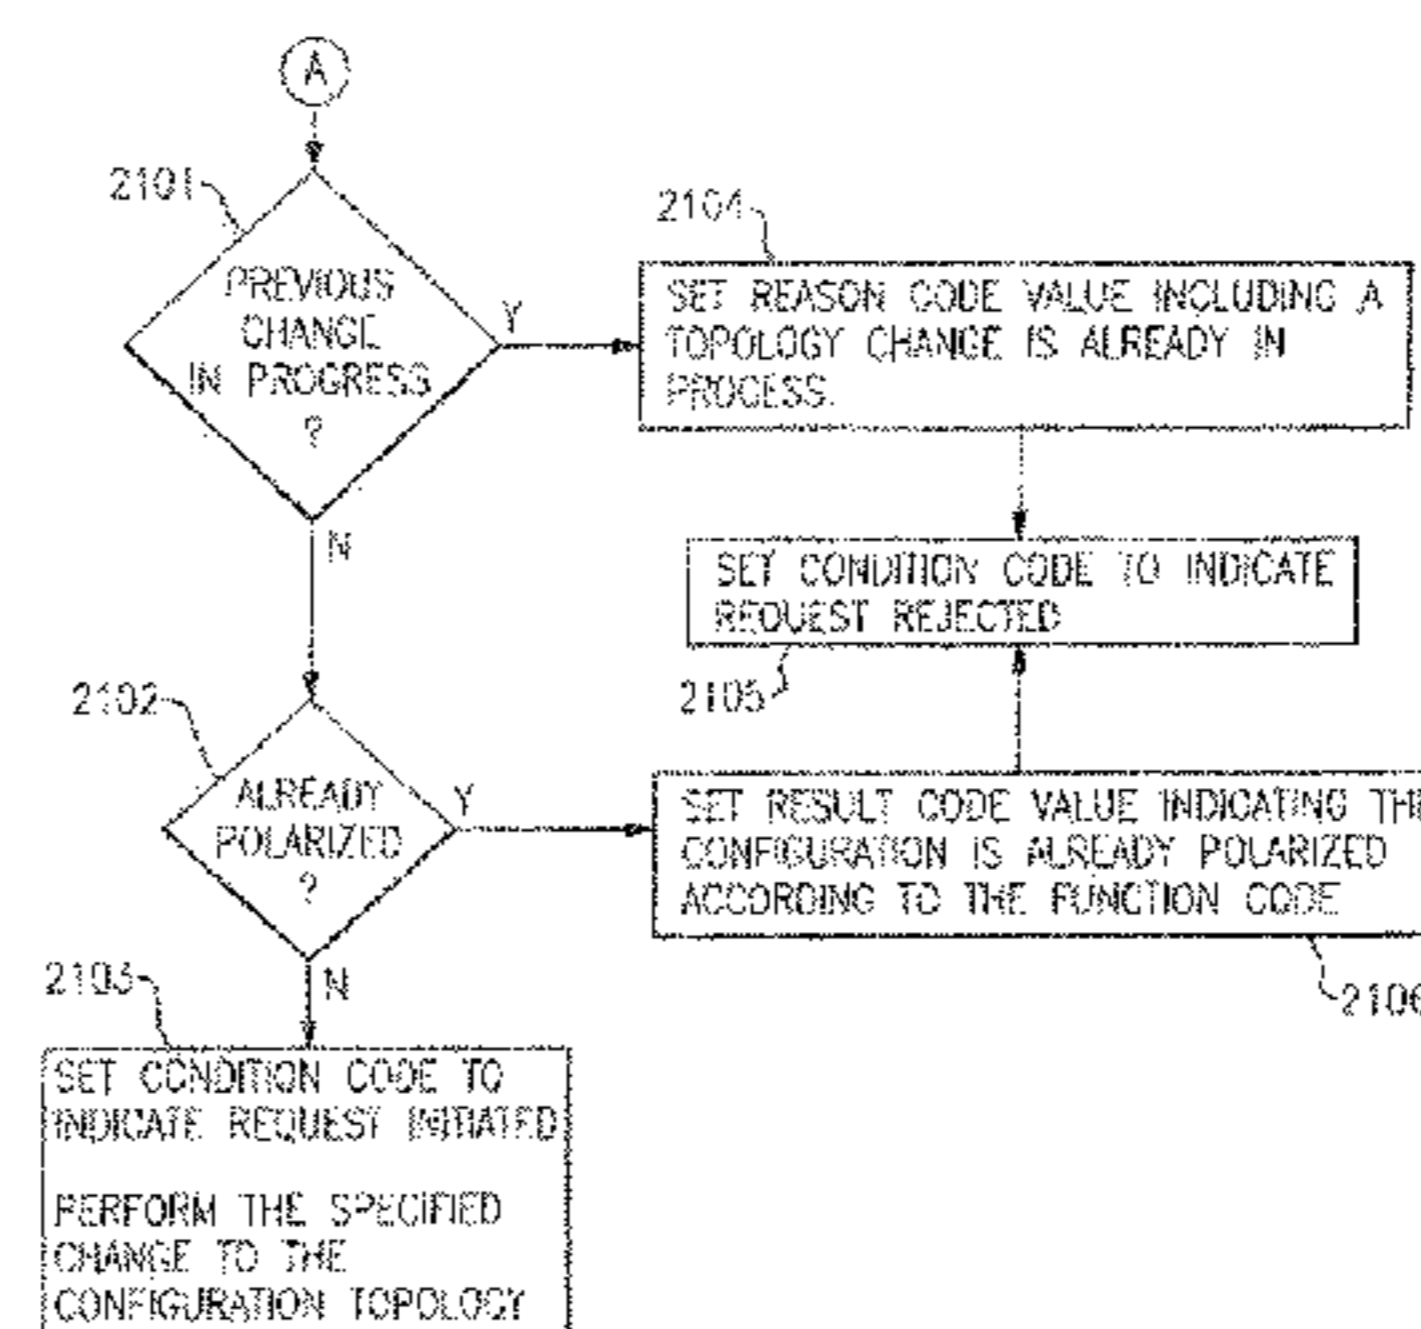 A
2101
PREVIOUS
CHANGE
IN PROGRESS
?
Y
N
2104
SET REASON CODE VALUE INCLUDING A
TOPOLOGY CHANGE IS ALREADY IN
PROCESS.
SET CONDITION CODE TO INDICATE
REQUEST REJECTED
2105
2102
ALREADY
POLARIZED
?
Y
N
SET RESULT CODE VALUE INDICATING THE
CONFIGURATION IS ALREADY POLARIZED
ACCORDING TO THE FUNCTION CODE
2106
2103
SET CONDITION CODE TO
INDICATE REQUEST INITIATED
PERFORM THE SPECIFIED
CHANGE TO THE
CONFIGURATION TOPOLOGY